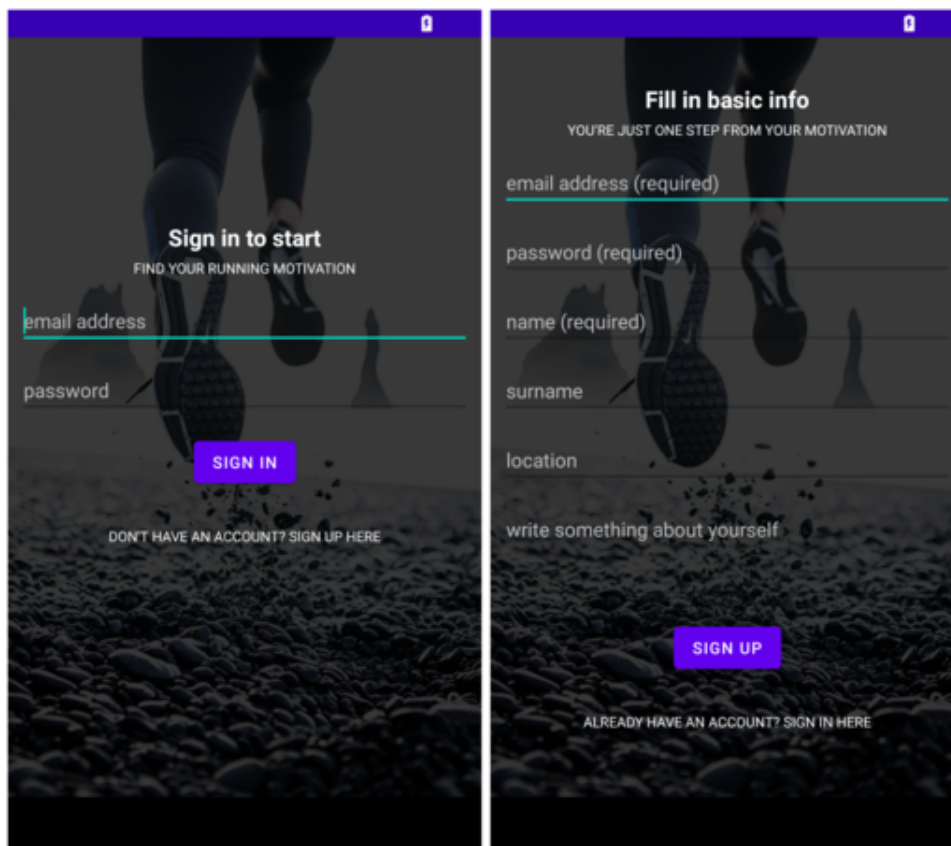 Sign in to start
FIND YOUR RUNNING MOTIVATION
email address
password
SIGN IN
DON'T HAVE AN ACCOUNT? SIGN UP HERE
Fill in basic info
YOU'RE JUST ONE STEP FROM YOUR MOTIVATION
email address (required)
password (required)
name (required)
surname
location
write something about yourself
SIGN UP
ALREADY HAVE AN ACCOUNT? SIGN IN HERE